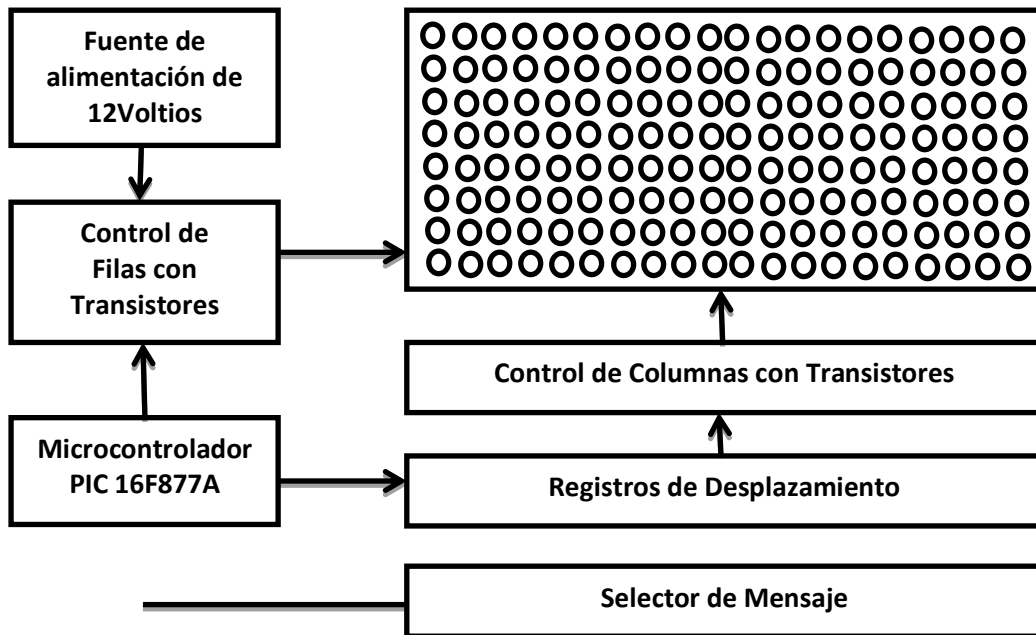 Fuente de
alimentación de
12Voltios
Control de
Filas con
Transistores
Control de Columnas con Transistores
Microcontrolador
PIC 16F877A
Registros de Desplazamiento
Selector de Mensaje